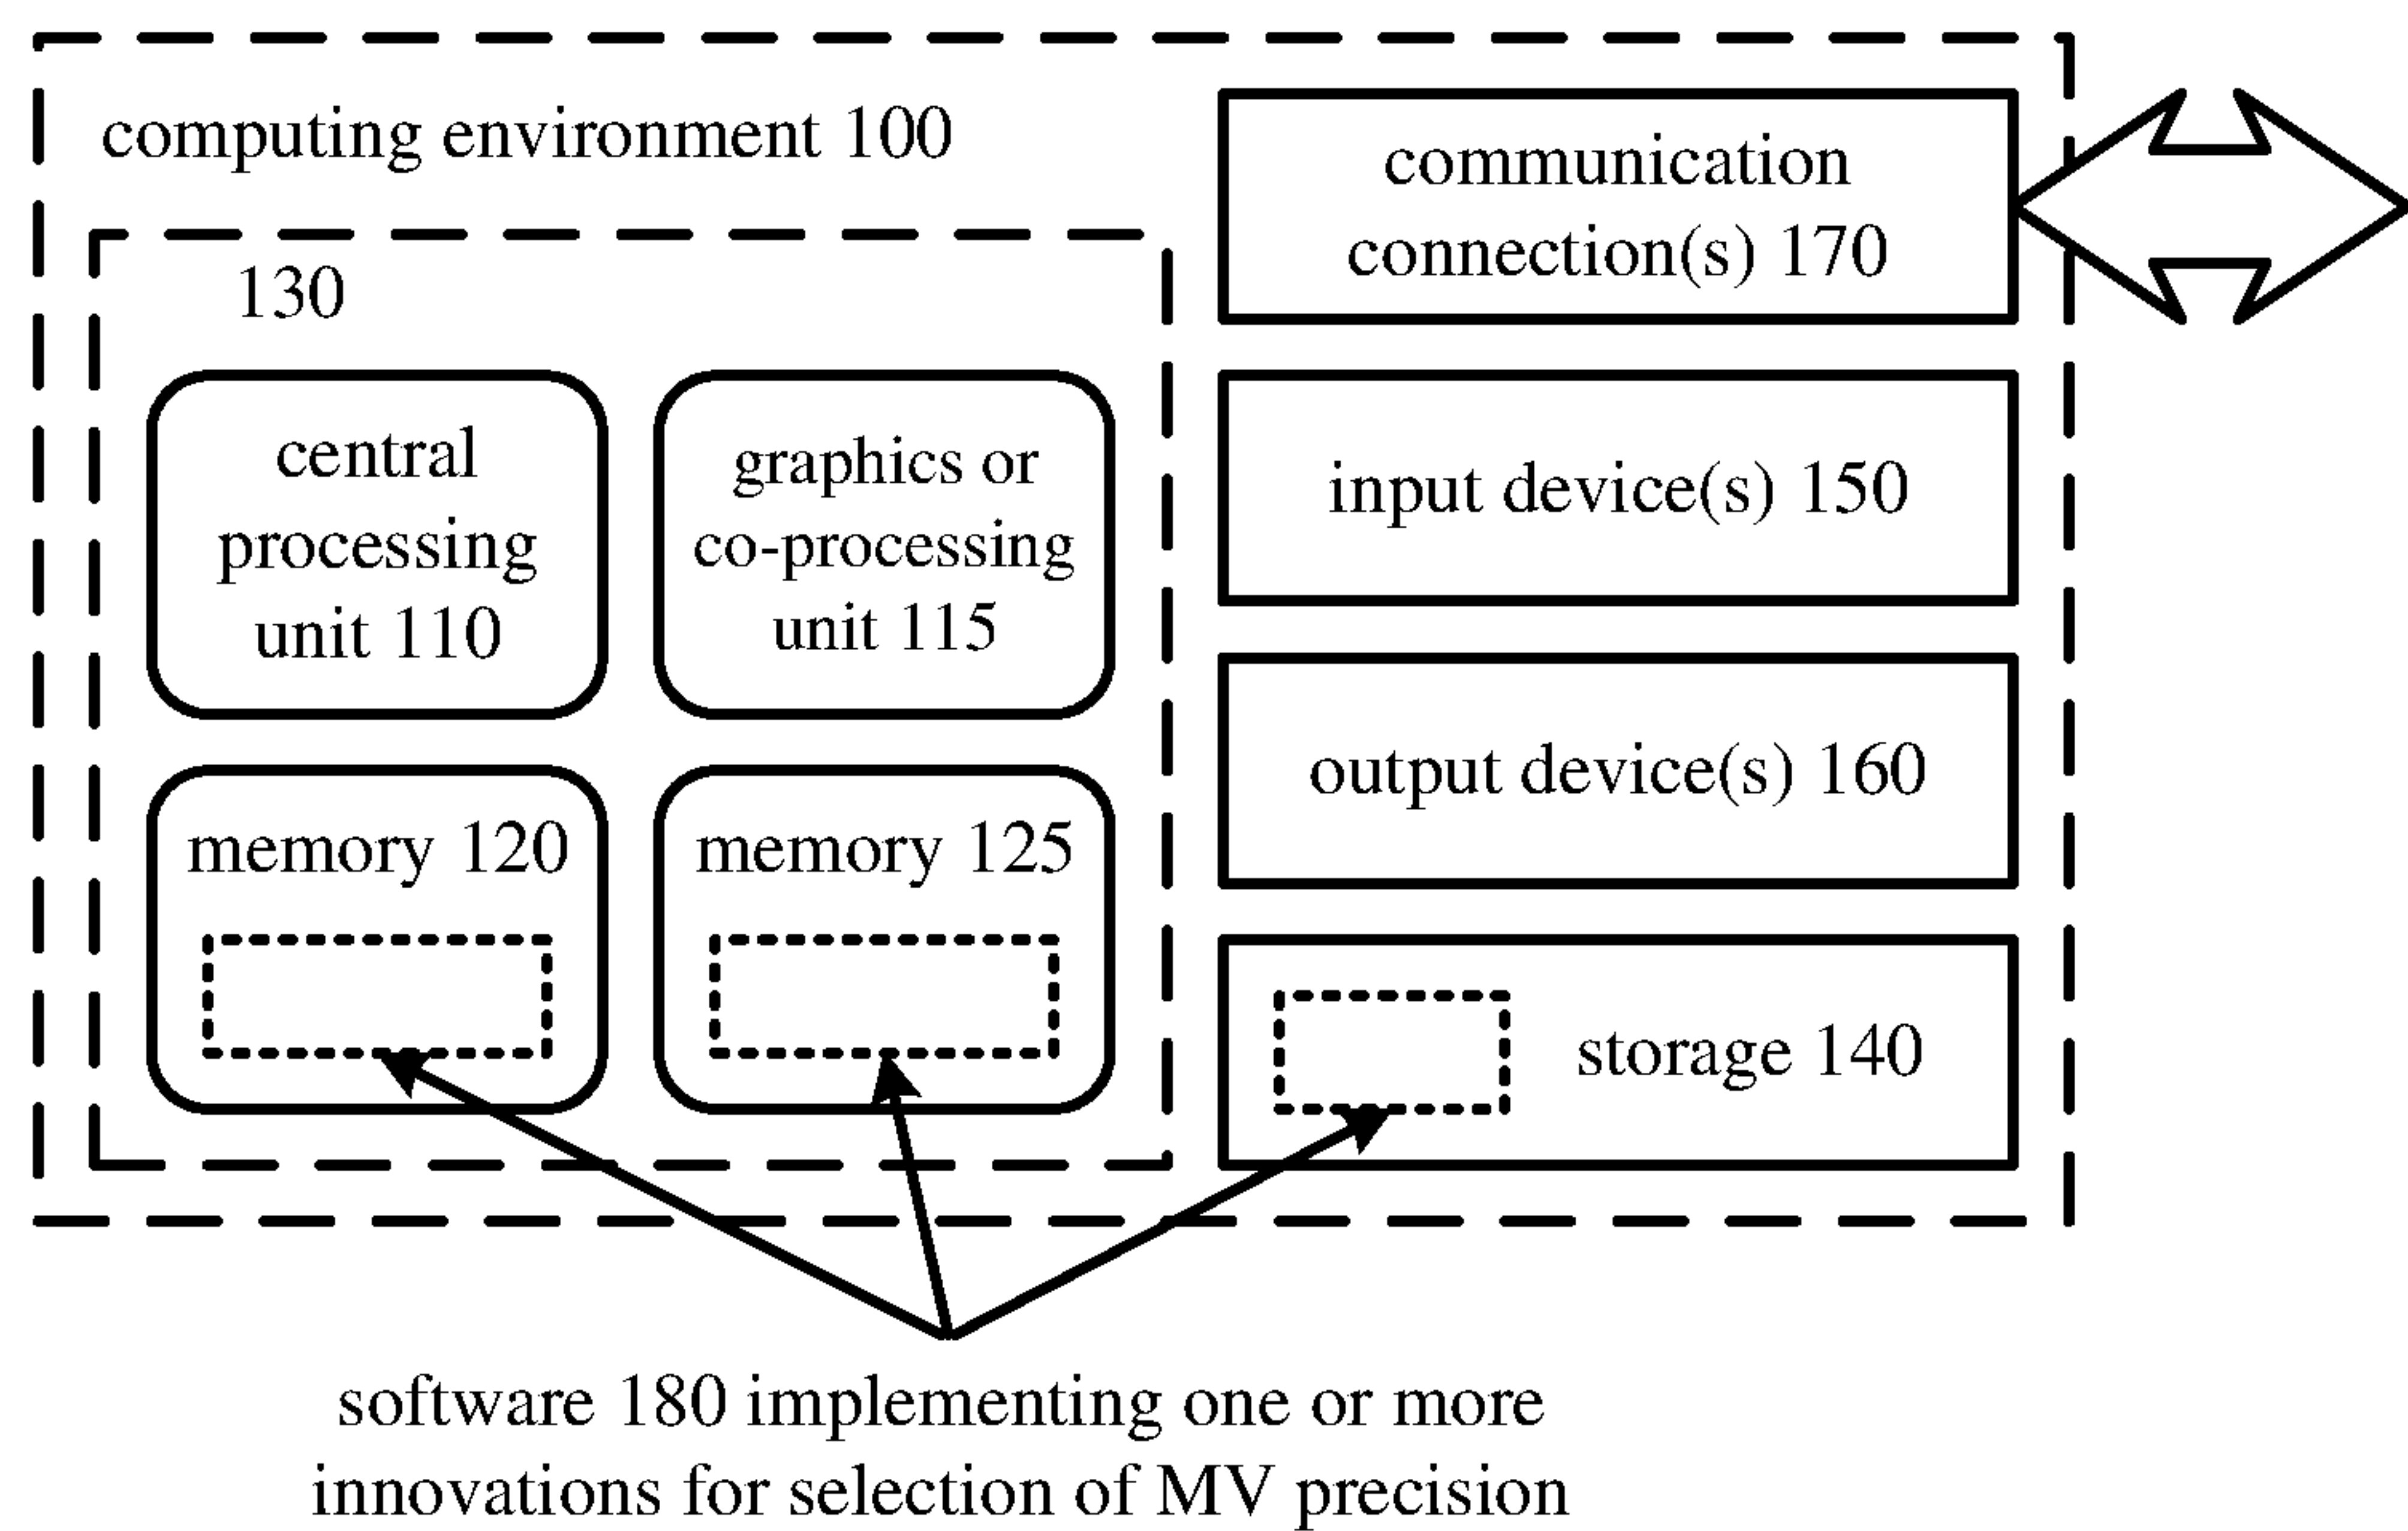 computing environment 100
130
central
processing
unit 110
graphics or
co-processing
unit 115
memory 120
memory 125
communication
connection(s) 170
input device(s) 150
output device(s) 160
storage 140
software 180 implementing one or more
innovations for selection of MV precision